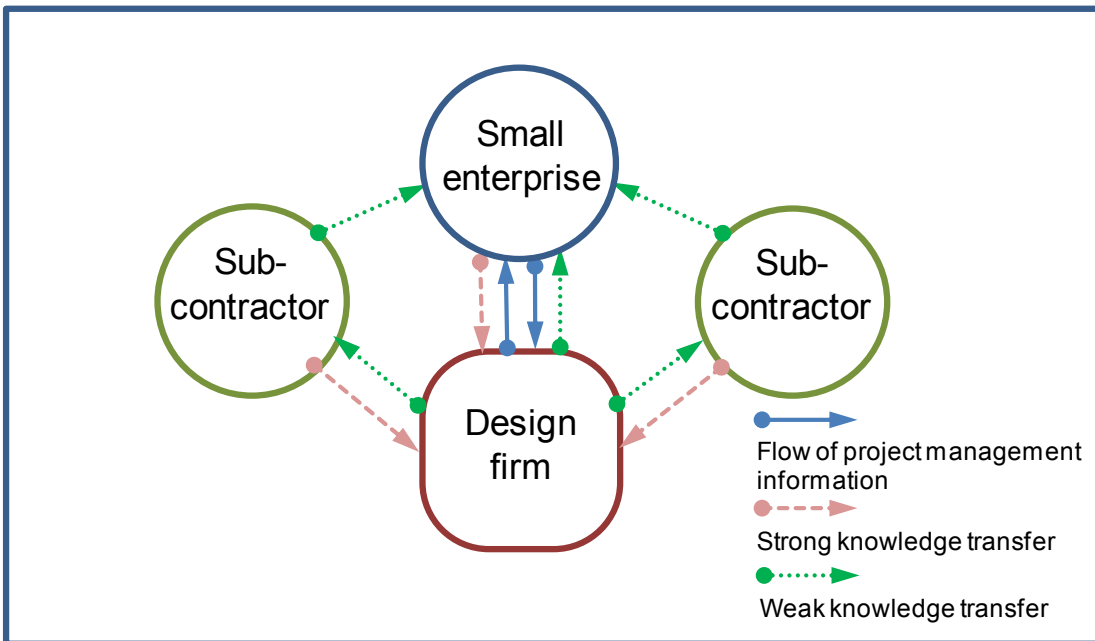 Small
enterprise
Sub-
contractor
Sub-
contractor
Design
firm
Flow of project management
information
Strong knowledge transfer
Weak knowledge transfer